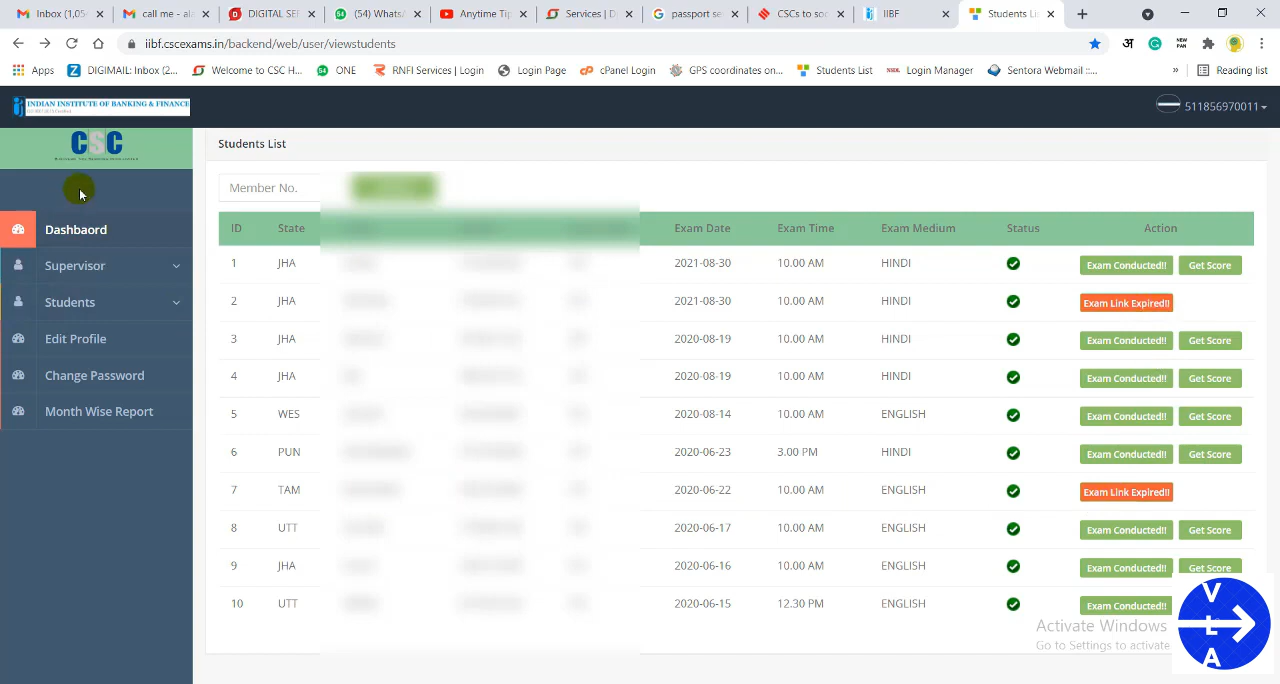 Inbox (1,05 call me - ala DIGITAL SEI (54) WhatsA Anytime Tip Services | D passport se CSCs to soc IIBF Students Lis
iibf.cscexams.in/backend/web/user/viewstudents अ NEW PAN
Apps DIGIMAIL: Inbox (2... Welcome to CSC H... ONE RNFI Services | Login Login Page cPanel Login GPS coordinates on... Students List NSDL Login Manager Sentora Webmail ::... » Reading list
INDIAN INSTITUTE OF BANKING & FINANCE 511856970011
CSC Students List
Member No.
Dashbaord ID State Exam Date Exam Time Exam Medium Status Action
Supervisor 1 JHA 2021-08-30 10.00 AM HINDI Exam Conducted!! Get Score
Students 2 JHA 2021-08-30 10.00 AM HINDI Exam Link Expired!!
Edit Profile 3 JHA 2020-08-19 10.00 AM HINDI Exam Conducted!! Get Score
Change Password 4 JHA 2020-08-19 10.00 AM HINDI Exam Conducted!! Get Score
Month Wise Report 5 WES 2020-08-14 10.00 AM ENGLISH Exam Conducted!! Get Score
6 PUN 2020-06-23 3.00 PM HINDI Exam Conducted!! Get Score
7 TAM 2020-06-22 10.00 AM ENGLISH Exam Link Expired!!
8 UTT 2020-06-17 10.00 AM ENGLISH Exam Conducted!! Get Score
9 JHA 2020-06-16 10.00 AM ENGLISH Exam Conducted!! Get Score
10 UTT 2020-06-15 12.30 PM ENGLISH Exam Conducted!!
Activate Windows
Go to Settings to activate
V
L
A